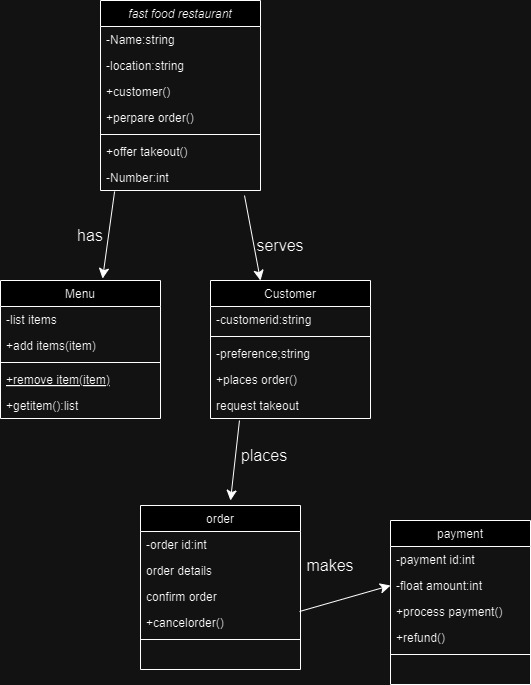 fast food restaurant
-Name:string
-location:string
+customer()
+perpare order()
+offer takeout()
-Number:int
has
serves
Menu
-list items
+add items(item)
+remove item(item)
+getitem():list
Customer
-customerid:string
-preference;string
+places order()
request takeout
places
order
-order id:int
order details
confirm order
+cancelorder()
makes
payment
-payment id:int
-float amount:int
+process payment()
+refund()